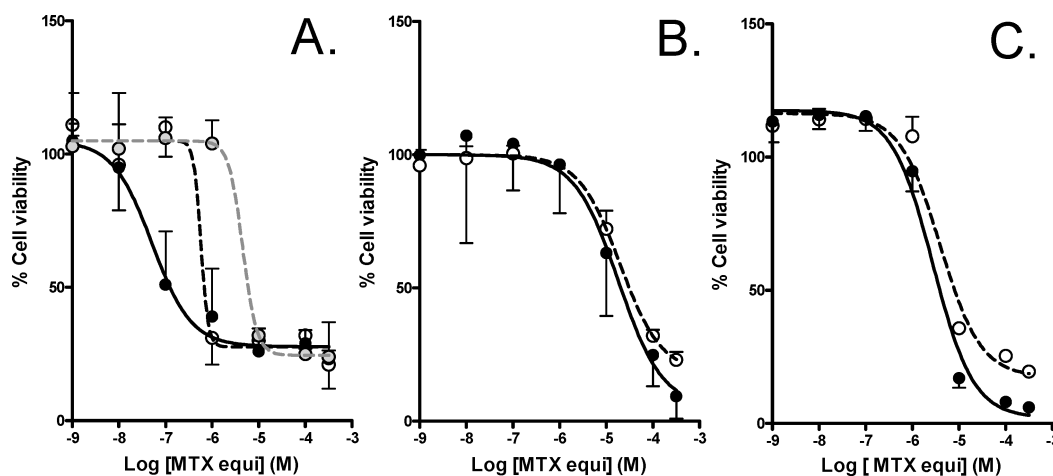 A.
150
100
50
0
% Cell viability
-9 -8 -7 -6 -5 -4 -3
Log [MTX equi] (M)
B.
150
100
50
0
% Cell viability
-9 -8 -7 -6 -5 -4 -3
Log [MTX equi] (M)
C.
150
100
50
0
% Cell viability
-9 -8 -7 -6 -5 -4 -3
Log [ MTX equi] (M)